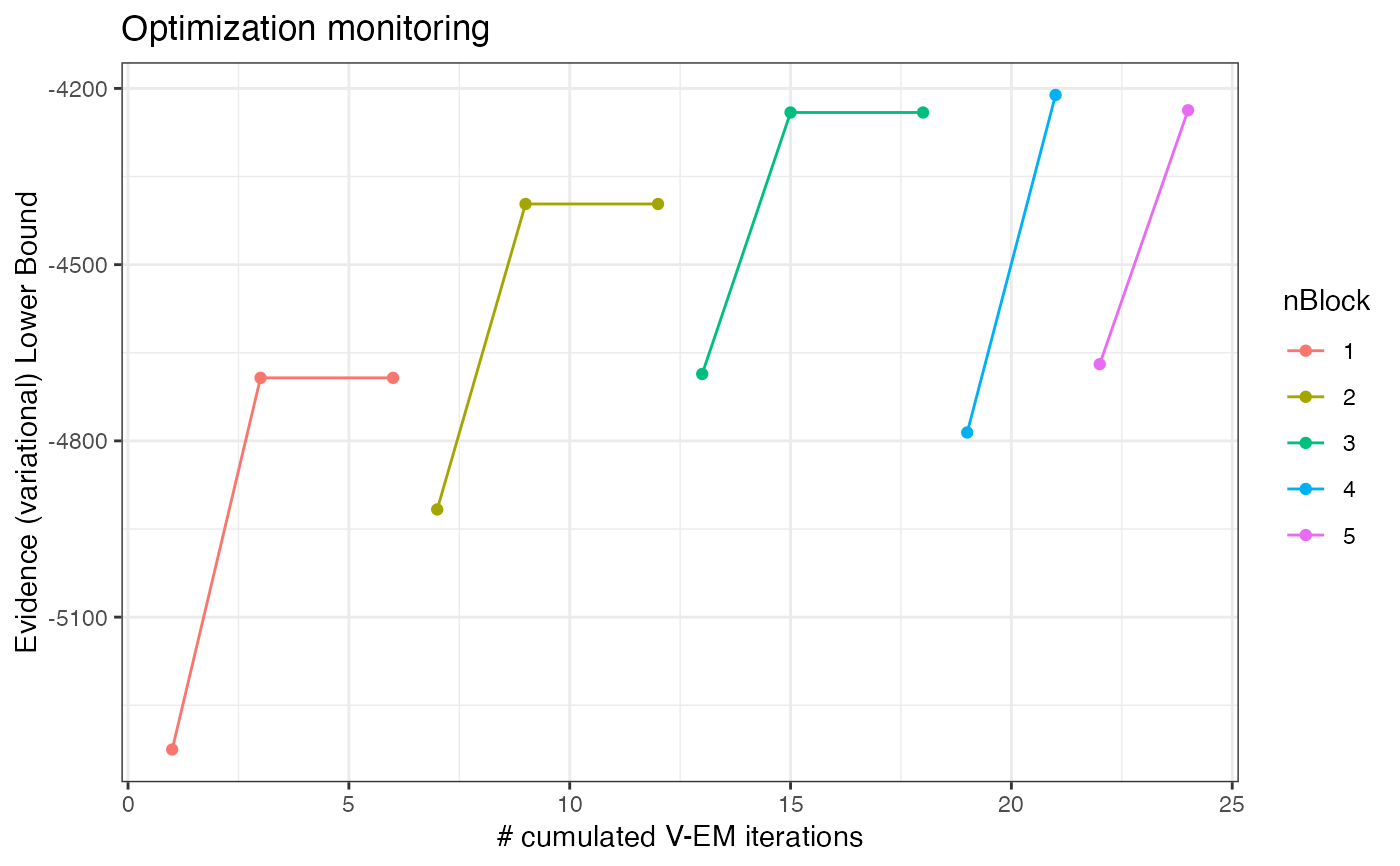 Optimization monitoring
Evidence (variational) Lower Bound
-4200
-4500
-4800
-5100
0 5 10 15 20 25
# cumulated V-EM iterations
nBlock
1
2
3
4
5